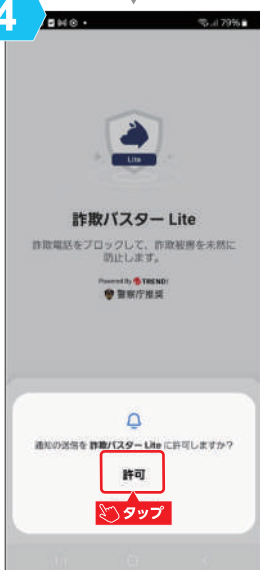 4
79%
Lite
詐欺バスター Lite
詐欺電話をブロックして、詐欺被害を未然に
防止します。
Powered By TREND
警察庁推奨
通知の送信を 詐欺バスター Lite に許可しますか？
許可
タップ